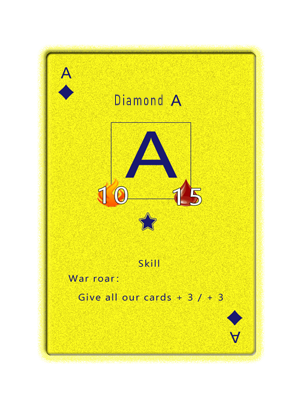 A
Diamond A
A
10 15
Skill
War roar:
Give all our cards + 3 / + 3
A